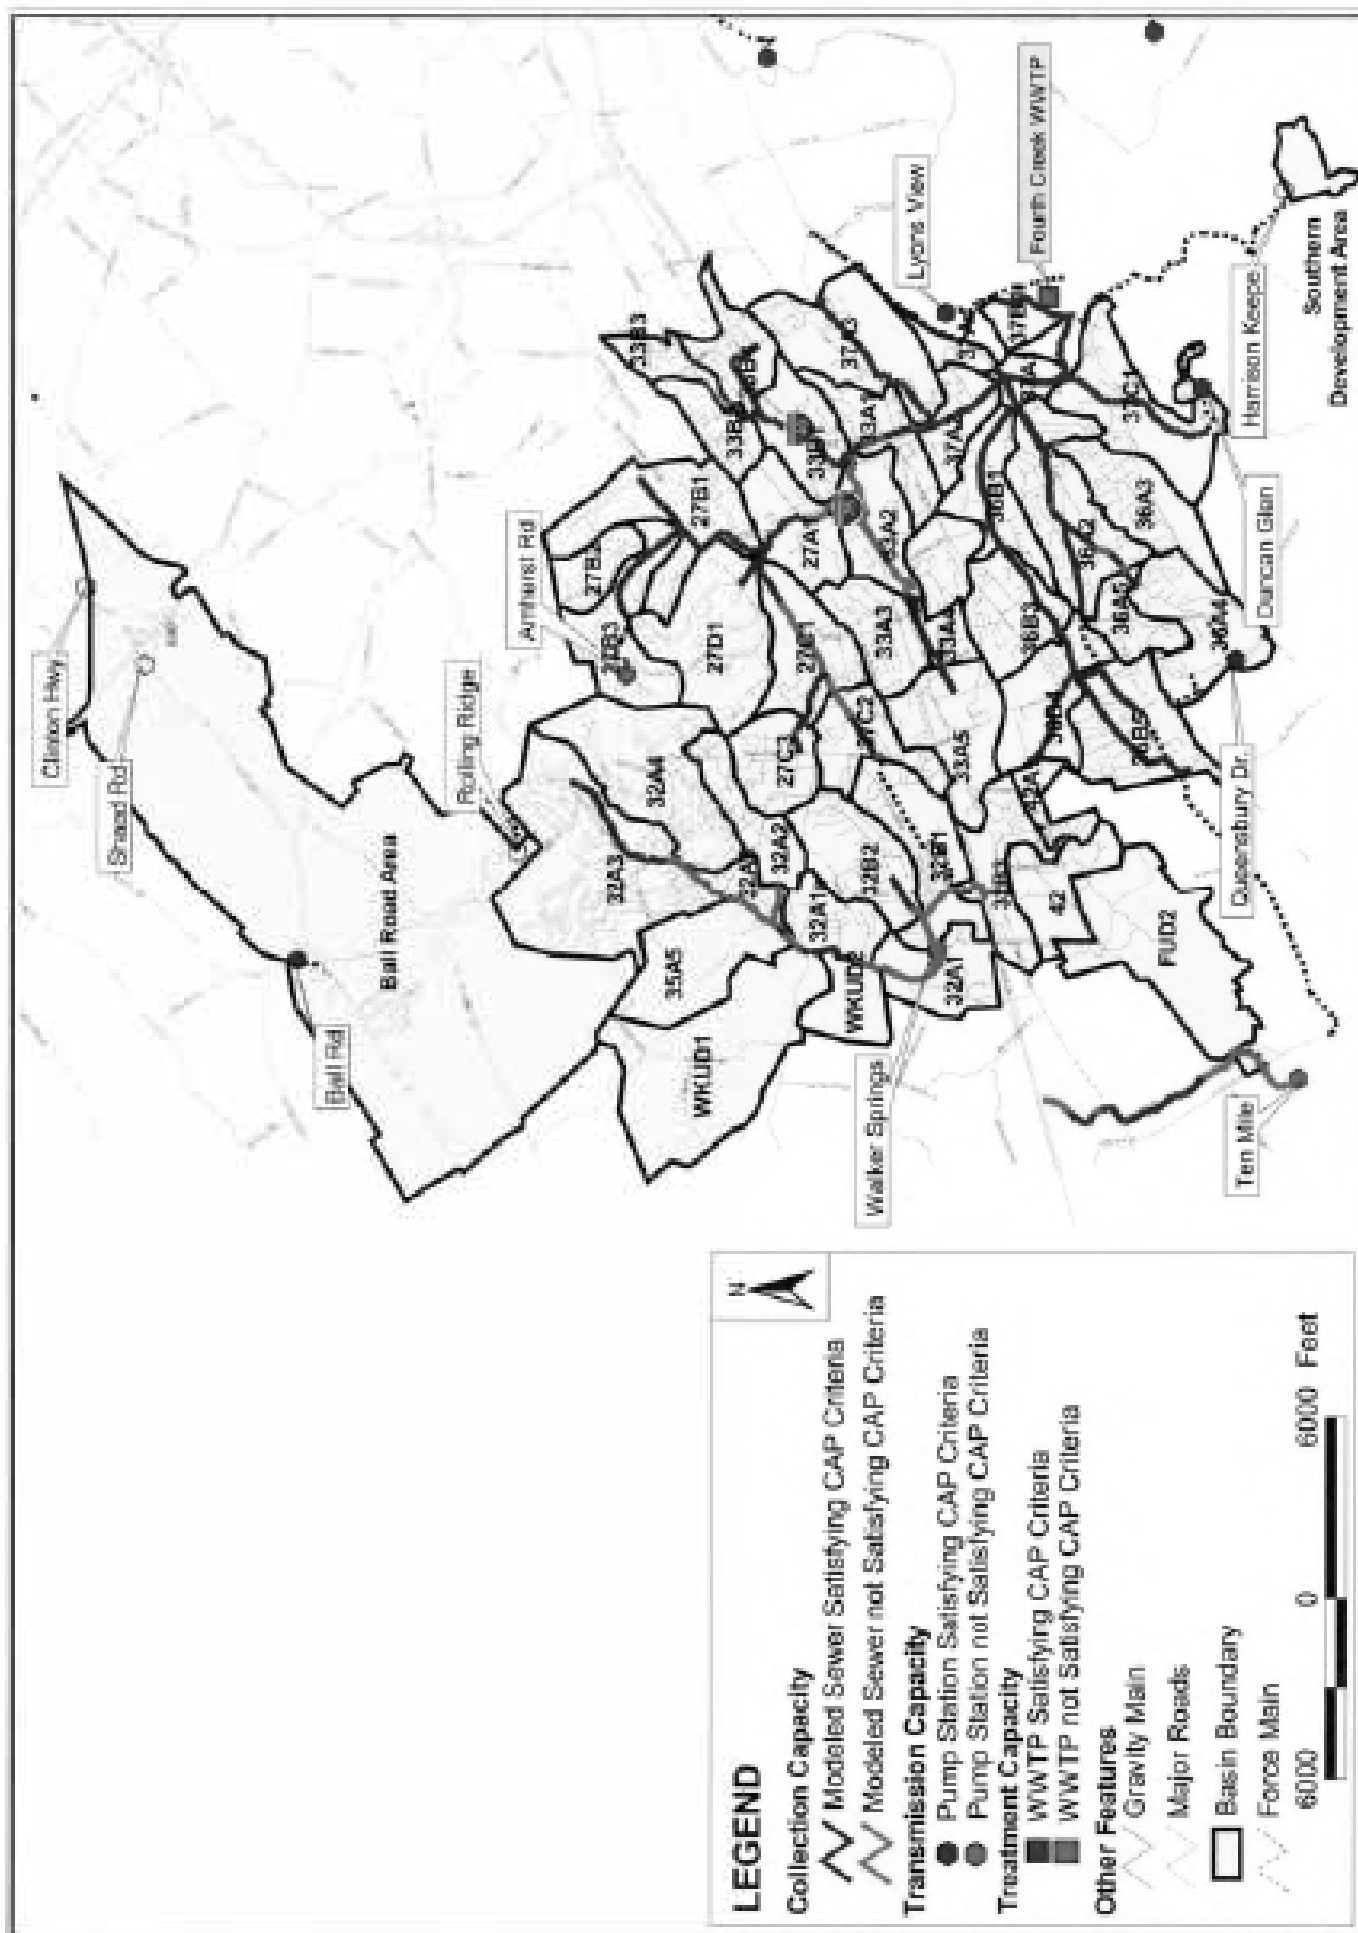 Clinton Hwy
Shaad Rd
Ball Rd
Ball Road Area
Rolling Ridge
Amhurst Rd
Lyons View
Fourth Creek WWTP
Harrison Keepe
Southern
Development Area
Duncan Glen
Queensbury Dr.
Walker Springs
Ten Mile
33B3
27B1
27A1
27D1
27C3
32A4
32A3
32A2
32A1
32B2
32B1
35A5
WKUD1
WKUD2
32A1
42
FUD2
33A2
33A3
33A5
36B1
36B3
36A2
36A3
36A4
37C1
LEGEND
Collection Capacity
Modeled Sewer Satisfying CAP Criteria
Modeled Sewer not Satisfying CAP Criteria
Transmission Capacity
Pump Station Satisfying CAP Criteria
Pump Station not Satisfying CAP Criteria
Treatment Capacity
WWTP Satisfying CAP Criteria
WWTP not Satisfying CAP Criteria
Other Features
Gravity Main
Major Roads
Basin Boundary
Force Main
N
6000 0 6000 Feet